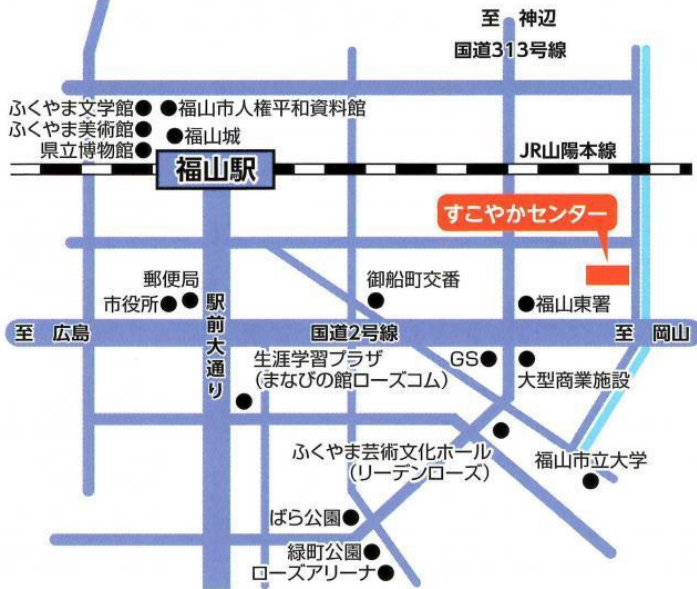 至 神辺
国道313号線
ふくやま文学館
福山市人権平和資料館
ふくやま美術館
福山城
県立博物館
JR山陽本線
福山駅
すこやかセンター
郵便局
御船町交番
市役所
福山東署
駅前大通り
至 広島
国道2号線
至 岡山
生涯学習プラザ
(まなびの館ローズコム)
GS
大型商業施設
ふくやま芸術文化ホール
(リーデンローズ)
福山市立大学
ばら公園
緑町公園
ローズアリーナ